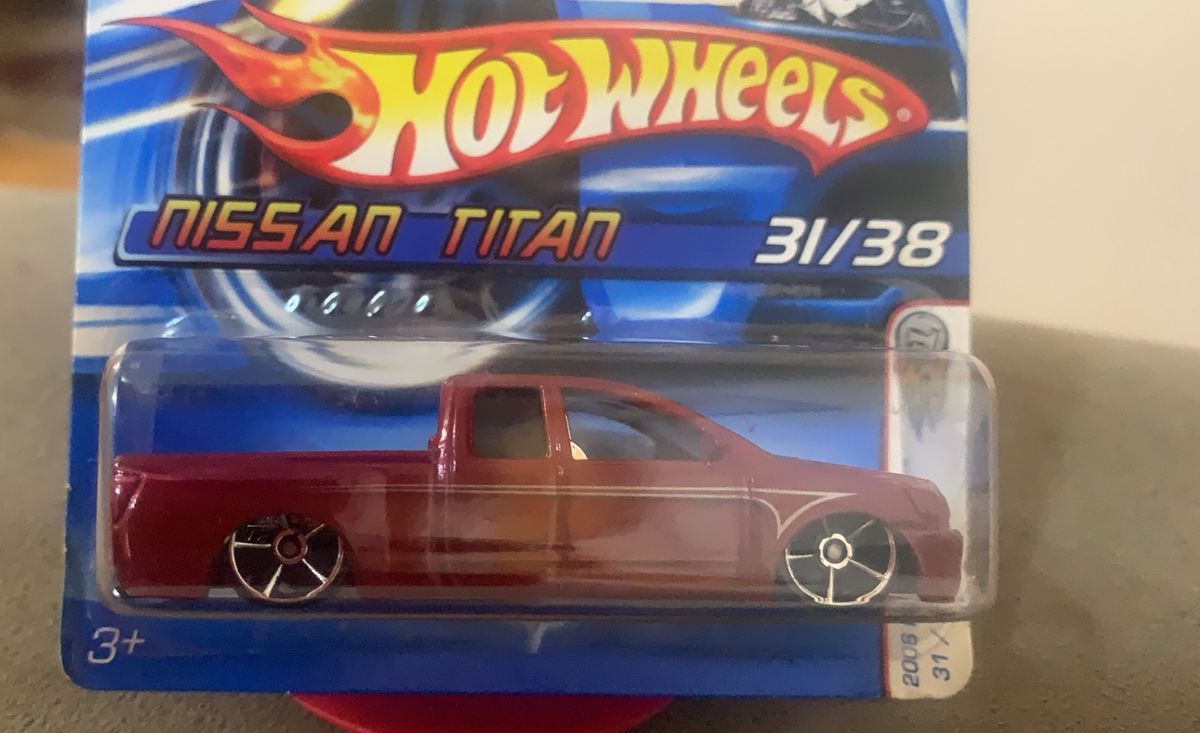 HOT WHEELS®
NISSAN TITAN 31/38
3+
2006
31